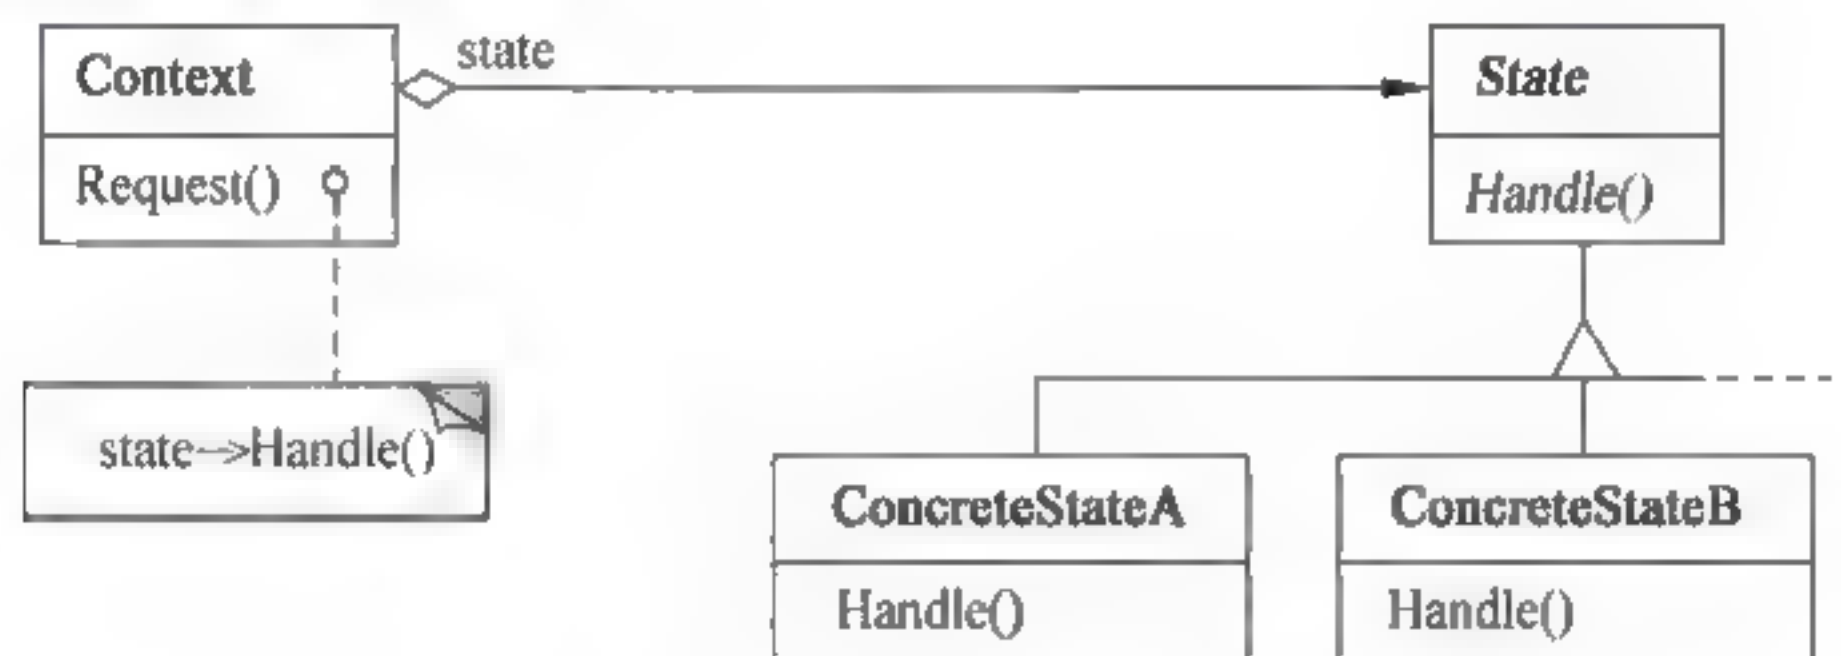 Context
state
State
Request()
Handle()
state->Handle()
ConcreteStateA
ConcreteStateB
Handle()
Handle()